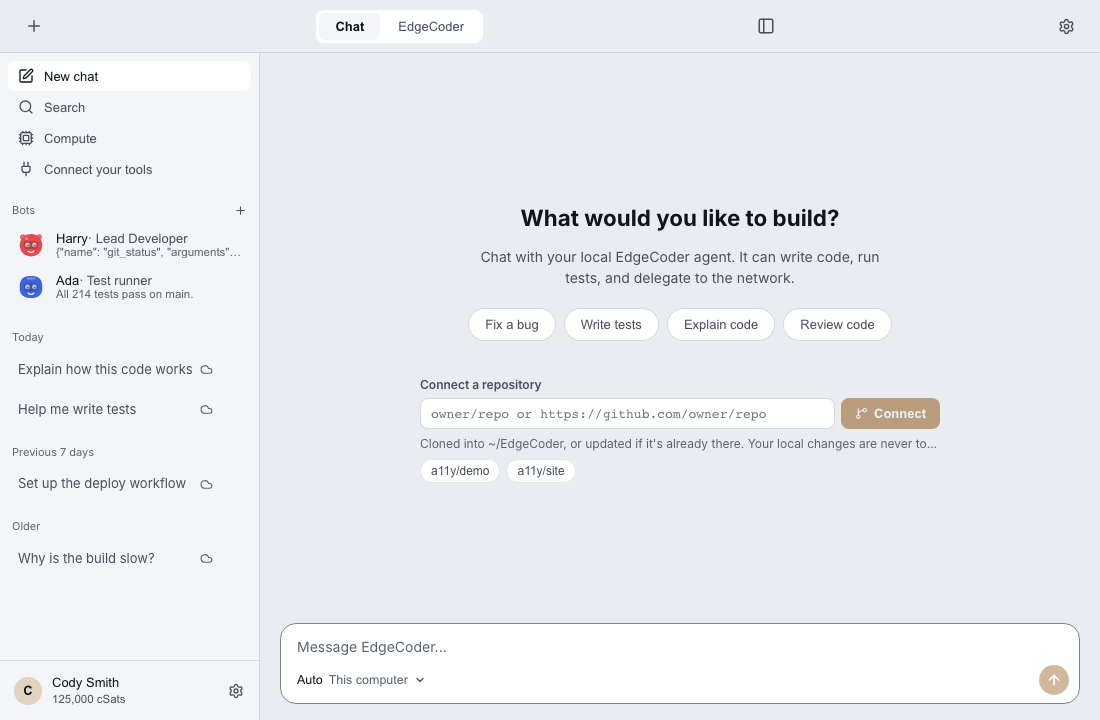 Chat
EdgeCoder
New chat
Search
Compute
Connect your tools
Bots
Harry · Lead Developer
{"name": "git_status", "arguments"…
Ada · Test runner
All 214 tests pass on main.
Today
Explain how this code works
Help me write tests
Previous 7 days
Set up the deploy workflow
Older
Why is the build slow?
C
Cody Smith
125,000 cSats
What would you like to build?
Chat with your local EdgeCoder agent. It can write code, run
tests, and delegate to the network.
Fix a bug
Write tests
Explain code
Review code
Connect a repository
owner/repo or https://github.com/owner/repo
Connect
Cloned into ~/EdgeCoder, or updated if it's already there. Your local changes are never to…
a11y/demo
a11y/site
Message EdgeCoder...
Auto This computer